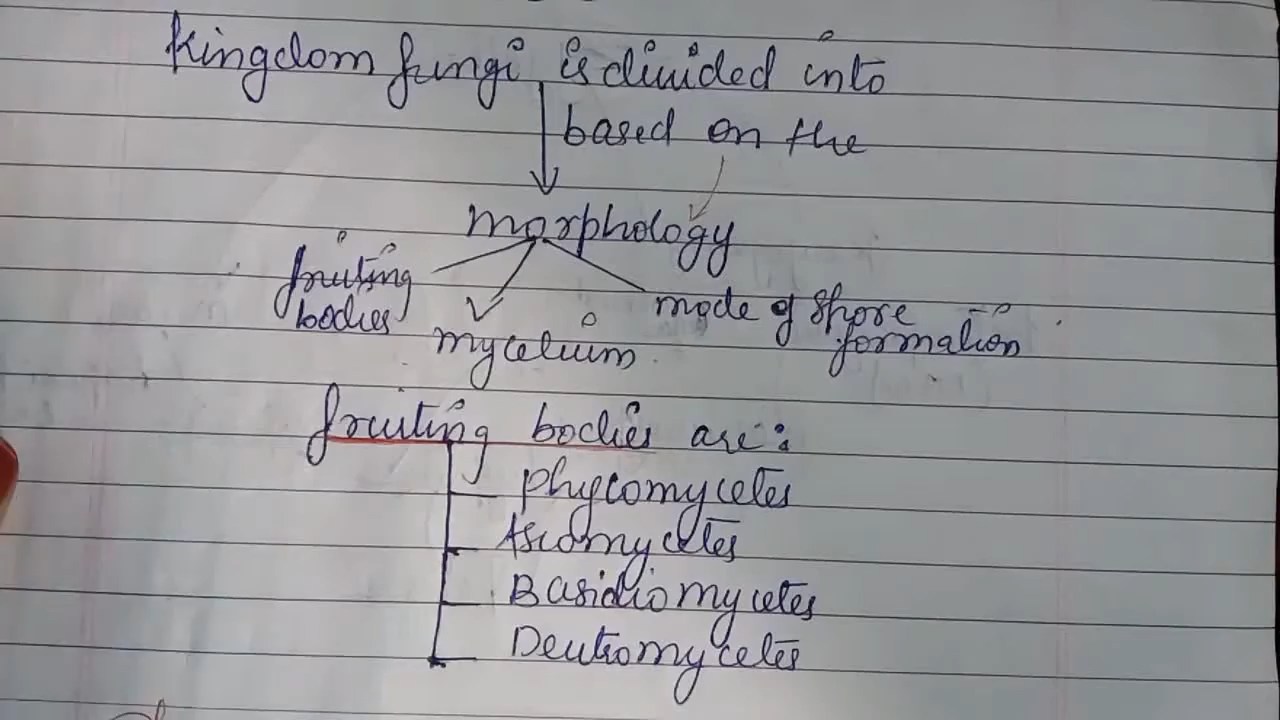 Kingdom fungi is divided into
based on the
morphology
fruiting
bodies
mycelium
mode of spore
formation
fruiting bodies are:
Phycomycetes
Ascomycetes
Basidiomycetes
Deutromycetes